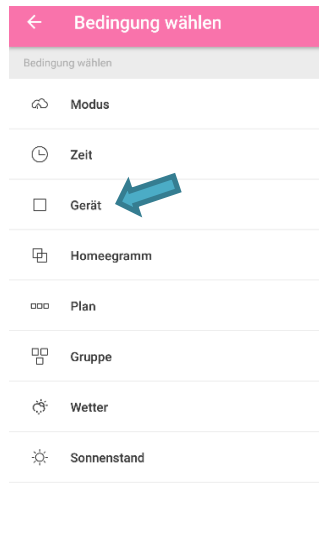 Bedingung wählen
Bedingung wählen
Modus
Zeit
Gerät
Homeegramm
Plan
Gruppe
Wetter
Sonnenstand